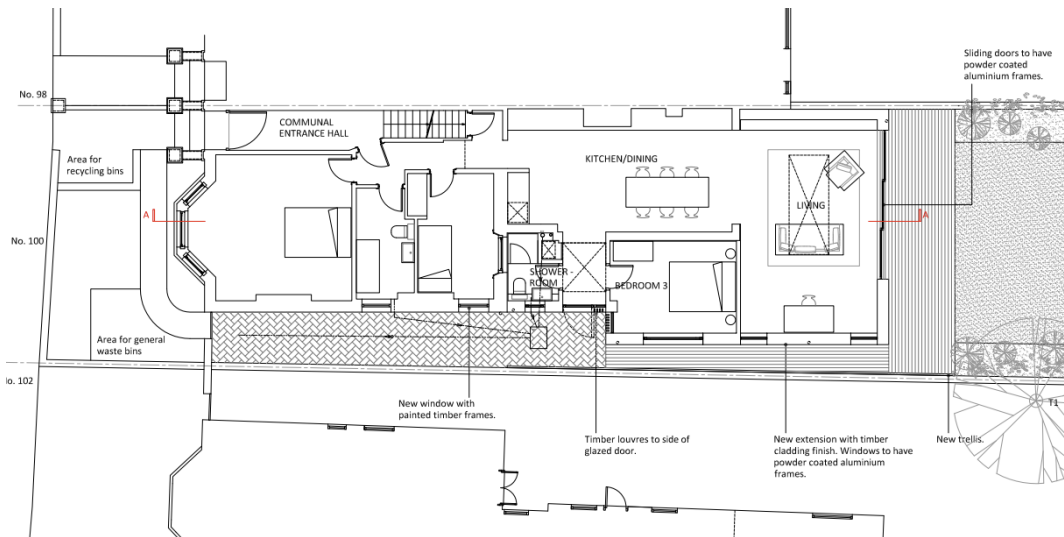 Sliding doors to have
powder coated
aluminium frames.
No. 98
COMMUNAL
ENTRANCE HALL
Area for
recycling bins
KITCHEN/DINING
A
LIVING
A
No. 100
SHOWER -
ROOM
BEDROOM 3
Area for general
waste bins
No. 102
T1
New window with
painted timber frames.
Timber louvres to side of
glazed door.
New extension with timber
cladding finish. Windows to have
powder coated aluminium
frames.
New trellis.